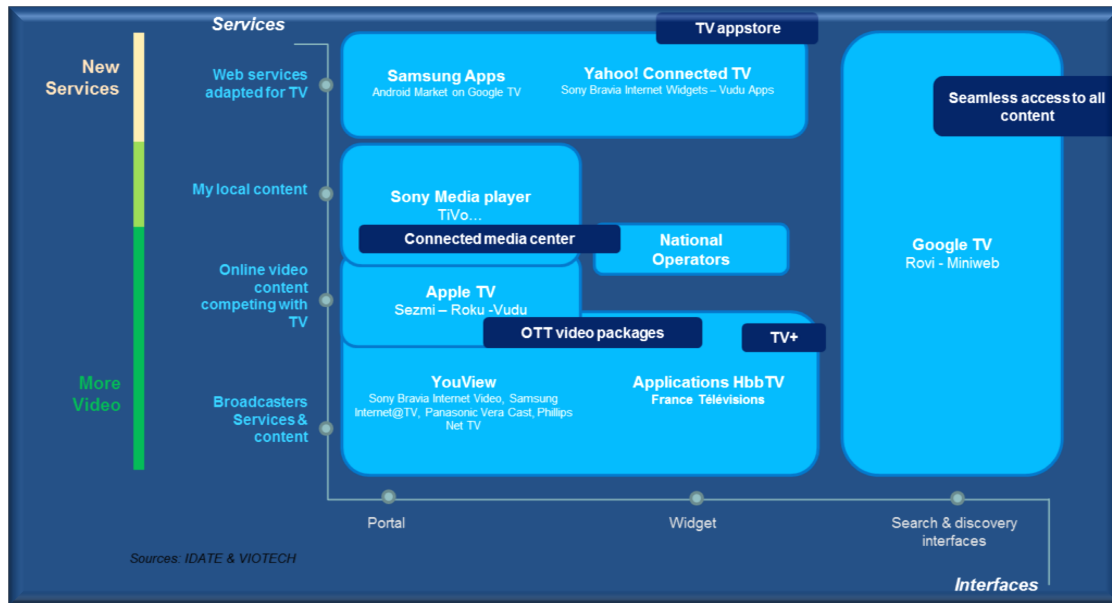 Services
TV appstore
New
Services
Web services
adapted for TV
Samsung Apps
Android Market on Google TV
Yahoo! Connected TV
Sony Bravia Internet Widgets – Vudu Apps
Seamless access to all
content
My local content
Sony Media player
TiVo...
Connected media center
National
Operators
Google TV
Rovi - Miniweb
Online video
content
competing with
TV
Apple TV
Sezmi – Roku -Vudu
OTT video packages
TV+
More
Video
Broadcasters
Services &
content
YouView
Sony Bravia Internet Video, Samsung
Internet@TV, Panasonic Vera Cast, Phillips
Net TV
Applications HbbTV
France Télévisions
Portal
Widget
Search & discovery
interfaces
Sources: IDATE & VIOTECH
Interfaces